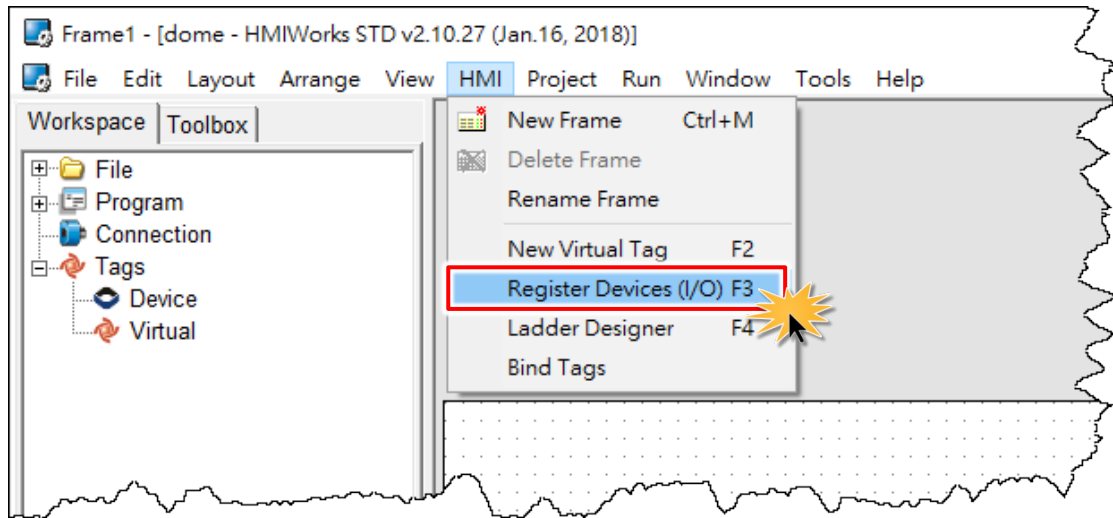 Frame1 - [dome - HMIWorks STD v2.10.27 (Jan.16, 2018)]
File Edit Layout Arrange View HMI Project Run Window Tools Help
Workspace Toolbox
File
Program
Connection
Tags
Device
Virtual
New Frame Ctrl+M
Delete Frame
Rename Frame
New Virtual Tag F2
Register Devices (I/O) F3
Ladder Designer F4
Bind Tags